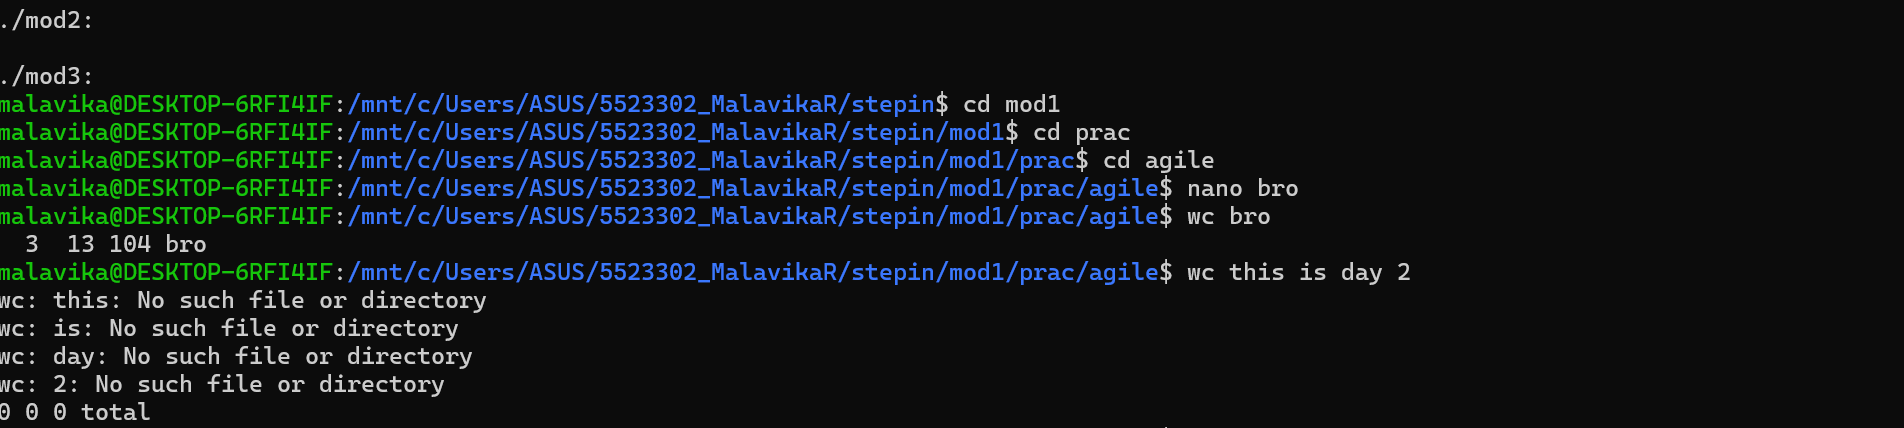 ./mod2:

./mod3:
malavika@DESKTOP-6RFI4IF:/mnt/c/Users/ASUS/5523302_MalavikaR/stepin$ cd mod1
malavika@DESKTOP-6RFI4IF:/mnt/c/Users/ASUS/5523302_MalavikaR/stepin/mod1$ cd prac
malavika@DESKTOP-6RFI4IF:/mnt/c/Users/ASUS/5523302_MalavikaR/stepin/mod1/prac$ cd agile
malavika@DESKTOP-6RFI4IF:/mnt/c/Users/ASUS/5523302_MalavikaR/stepin/mod1/prac/agile$ nano bro
malavika@DESKTOP-6RFI4IF:/mnt/c/Users/ASUS/5523302_MalavikaR/stepin/mod1/prac/agile$ wc bro
  3  13 104 bro
malavika@DESKTOP-6RFI4IF:/mnt/c/Users/ASUS/5523302_MalavikaR/stepin/mod1/prac/agile$ wc this is day 2
wc: this: No such file or directory
wc: is: No such file or directory
wc: day: No such file or directory
wc: 2: No such file or directory
0 0 0 total